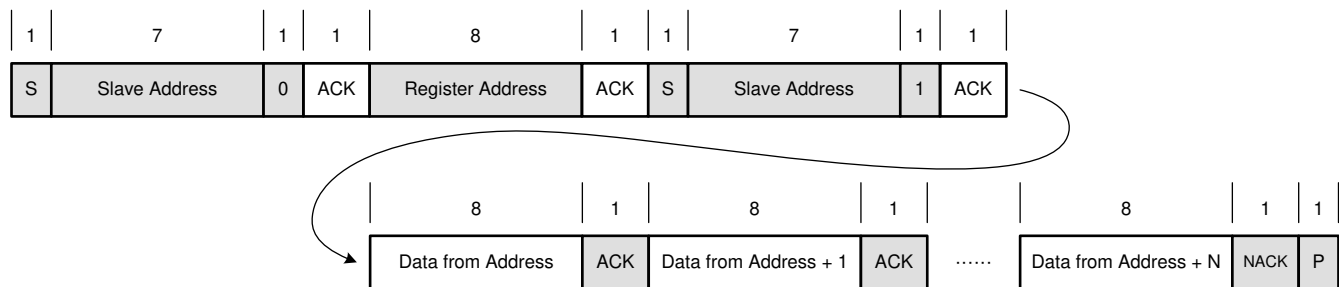 1 7 1 1 8 1 1 7 1 1
S Slave Address 0 ACK Register Address ACK S Slave Address 1 ACK
8 1 8 1 8 1 1
Data from Address ACK Data from Address + 1 ACK ...... Data from Address + N NACK P